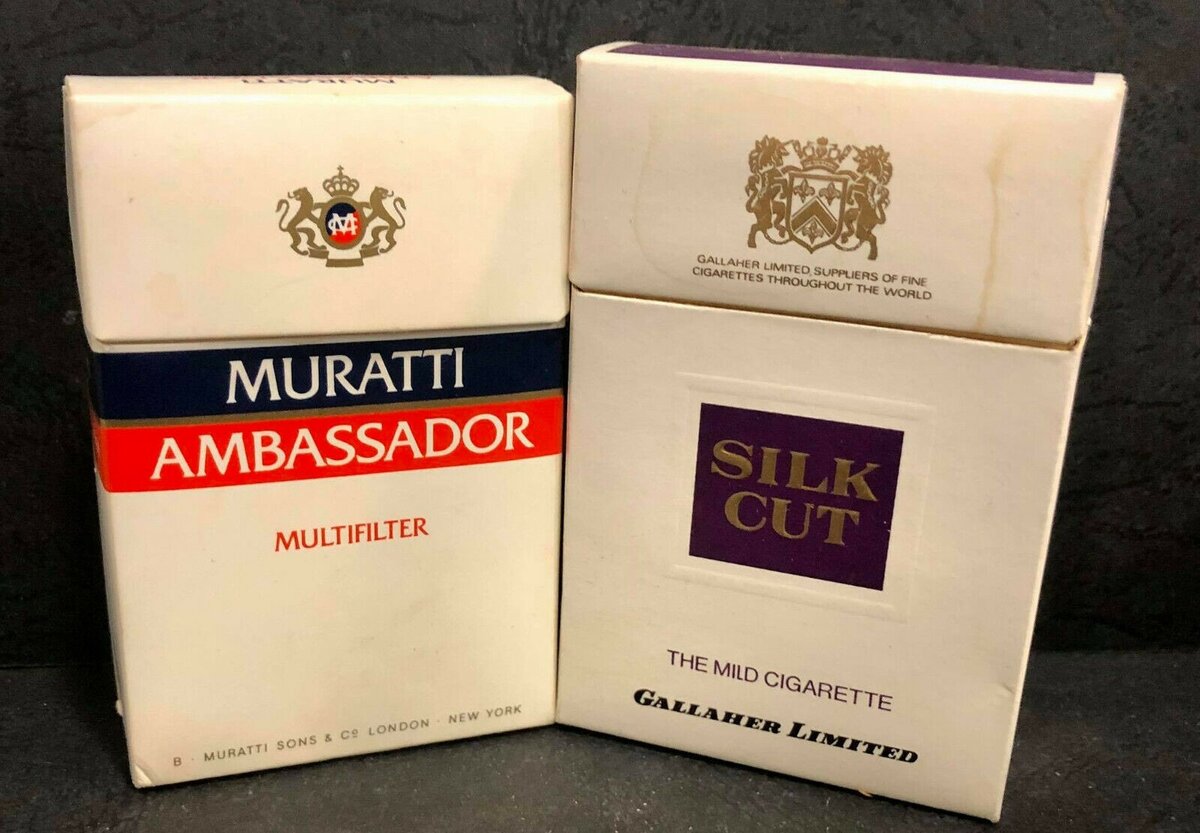 MURATTI
MURATTI
AMBASSADOR
MULTIFILTER
B · MURATTI SONS & Cº LONDON · NEW YORK
GALLAHER LIMITED, SUPPLIERS OF FINE
CIGARETTES THROUGHOUT THE WORLD
SILK
CUT
THE MILD CIGARETTE
GALLAHER LIMITED